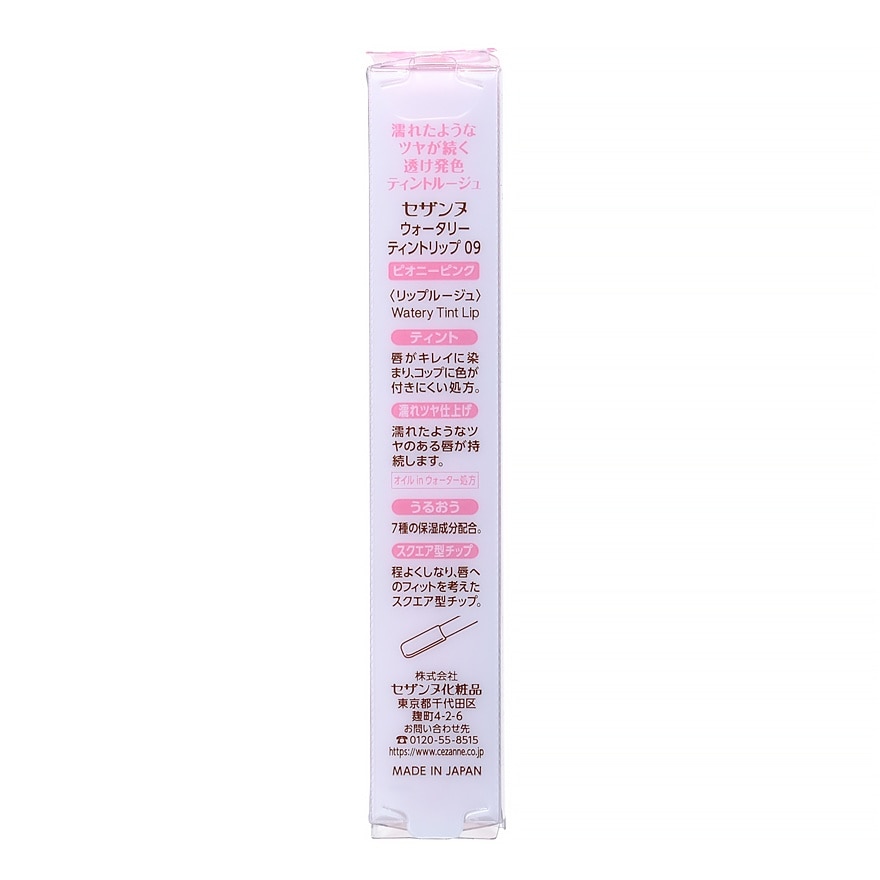 濡れたような
ツヤが続く
透け発色
ティントルージュ
セザンヌ
ウォータリー
ティントリップ 09
ピオニーピンク
〈リップルージュ〉
Watery Tint Lip
ティント
唇がキレイに染
まり、コップに色が
付きにくい処方。
濡れツヤ仕上げ
濡れたようなツ
ヤのある唇が持
続します。
オイル in ウォーター処方
うるおう
7種の保湿成分配合。
スクエア型チップ
程よくしなり、唇へ
のフィットを考えた
スクエア型チップ。
株式会社
セザンヌ化粧品
東京都千代田区
麹町4-2-6
お問い合わせ先
☎0120-55-8515
https://www.cezanne.co.jp
MADE IN JAPAN